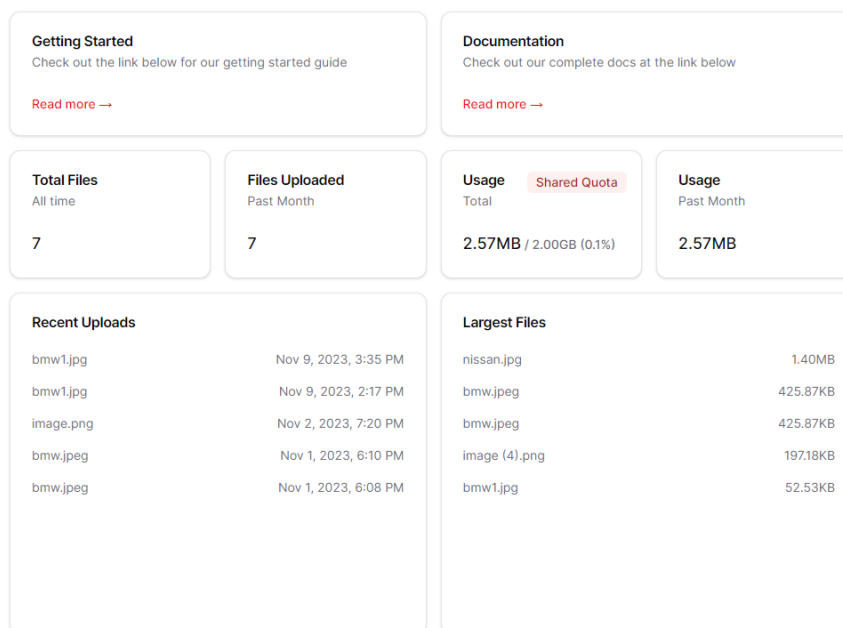 Getting Started
Check out the link below for our getting started guide
Read more →
Documentation
Check out our complete docs at the link below
Read more →
Total Files
All time
7
Files Uploaded
Past Month
7
Usage
Shared Quota
Total
2.57MB / 2.00GB (0.1%)
Usage
Past Month
2.57MB
Recent Uploads
bmw1.jpg Nov 9, 2023, 3:35 PM
bmw1.jpg Nov 9, 2023, 2:17 PM
image.png Nov 2, 2023, 7:20 PM
bmw.jpeg Nov 1, 2023, 6:10 PM
bmw.jpeg Nov 1, 2023, 6:08 PM
Largest Files
nissan.jpg 1.40MB
bmw.jpeg 425.87KB
bmw.jpeg 425.87KB
image (4).png 197.18KB
bmw1.jpg 52.53KB